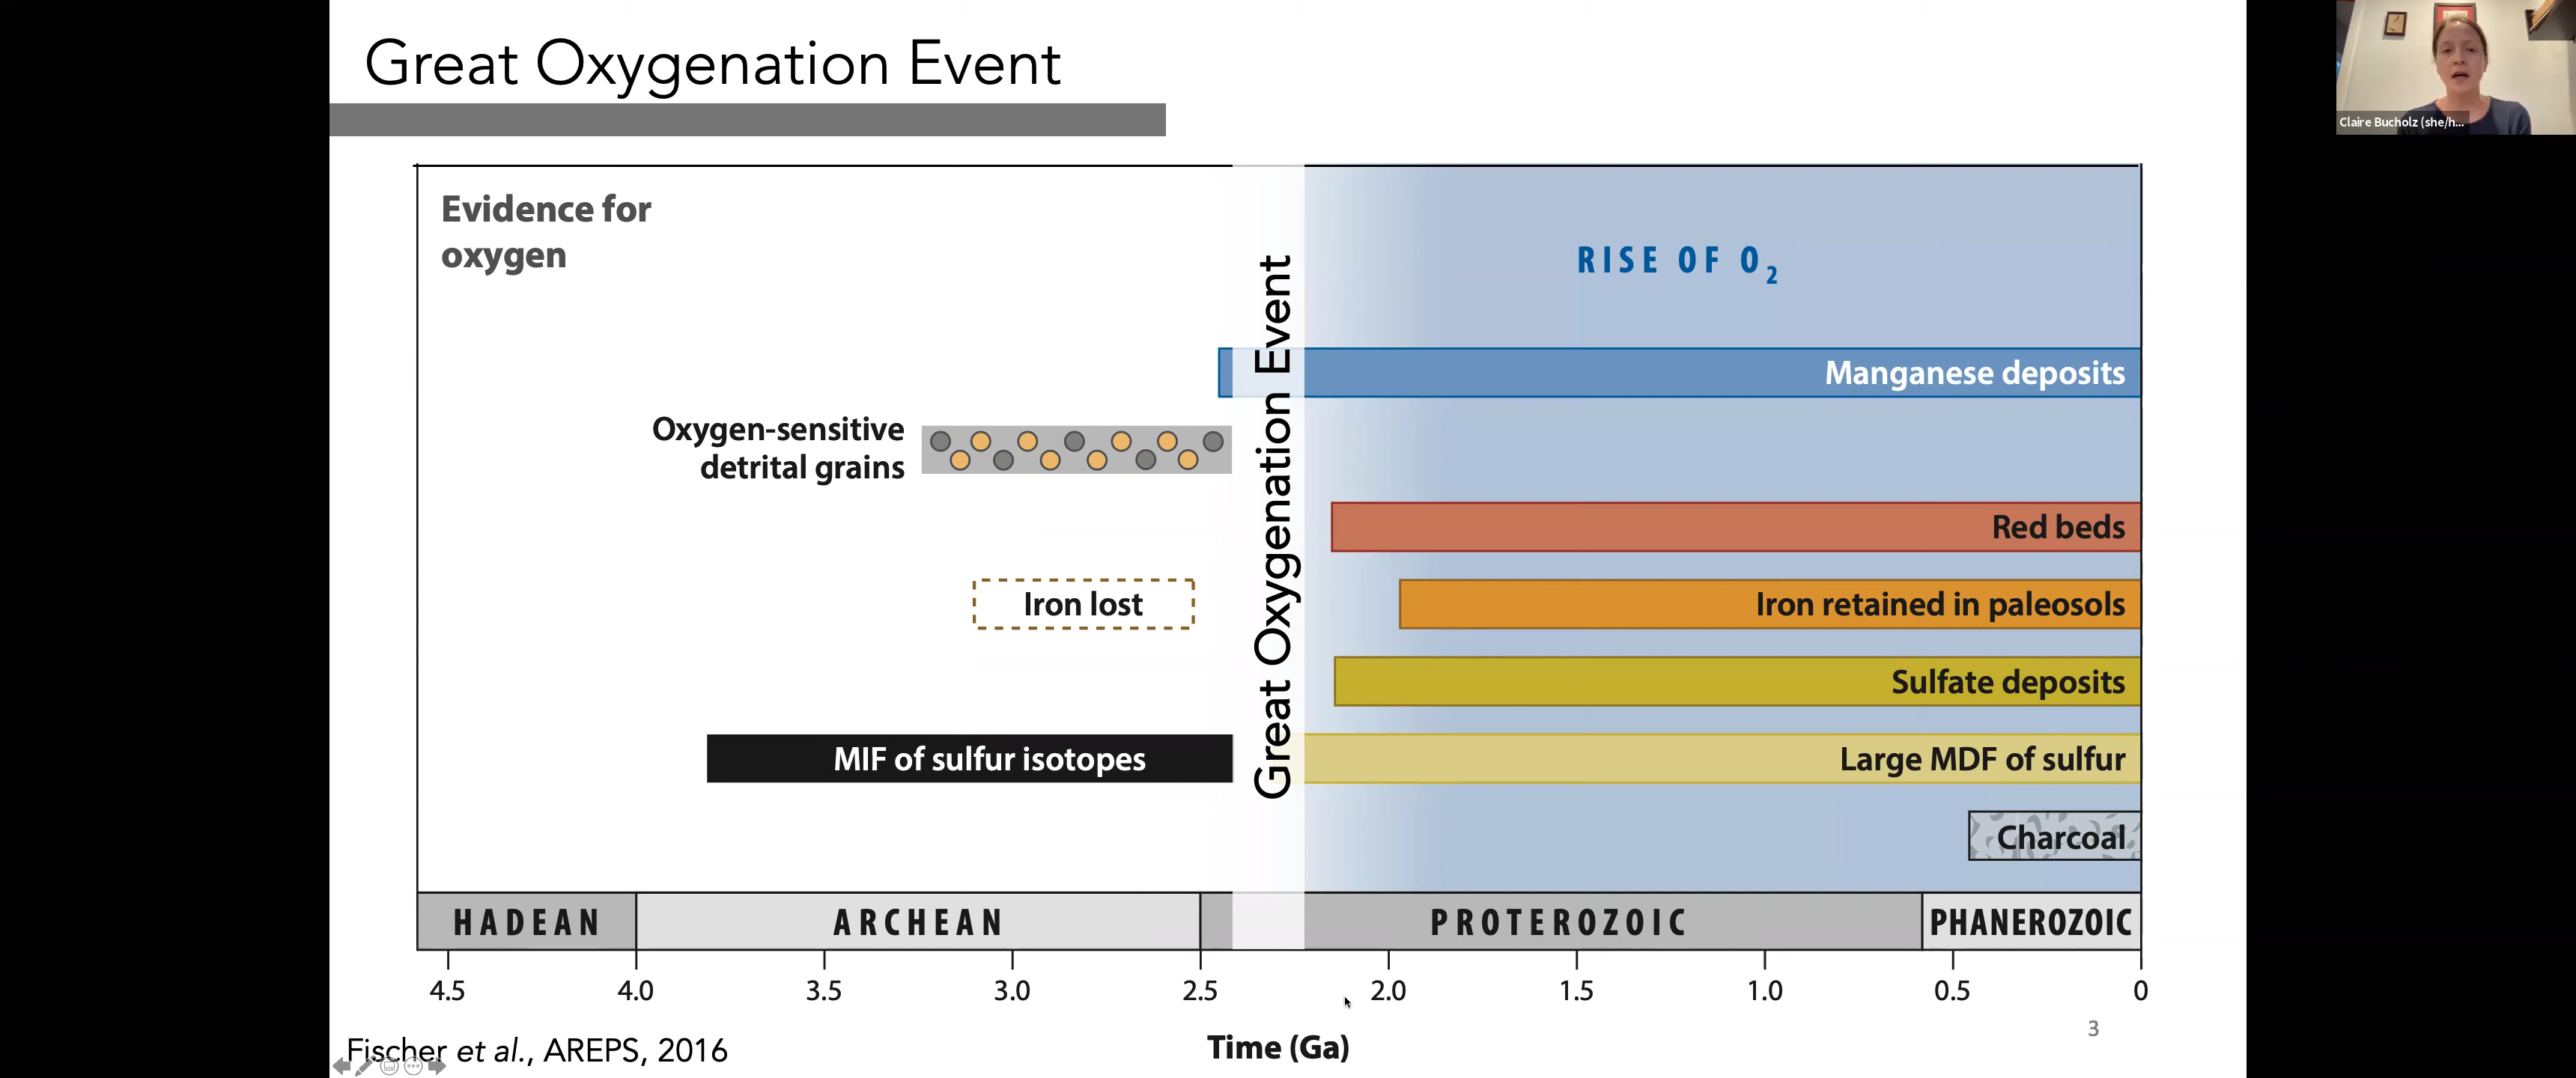 Great Oxygenation Event
Claire Bucholz (she/h...
Evidence for
oxygen
RISE OF O2
Great Oxygenation Event
Manganese deposits
Oxygen-sensitive
detrital grains
Red beds
Iron lost
Iron retained in paleosols
Sulfate deposits
MIF of sulfur isotopes
Large MDF of sulfur
Charcoal
HADEAN
ARCHEAN
PROTEROZOIC
PHANEROZOIC
4.5 4.0 3.5 3.0 2.5 2.0 1.5 1.0 0.5 0
Time (Ga)
3
Fischer et al., AREPS, 2016